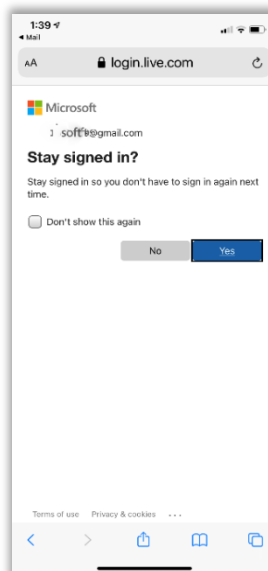 1:39
Mail
AA login.live.com
Microsoft
@gmail.com
Stay signed in?
Stay signed in so you don't have to sign in again next
time.
Don't show this again
No Yes
Terms of use Privacy & cookies ...